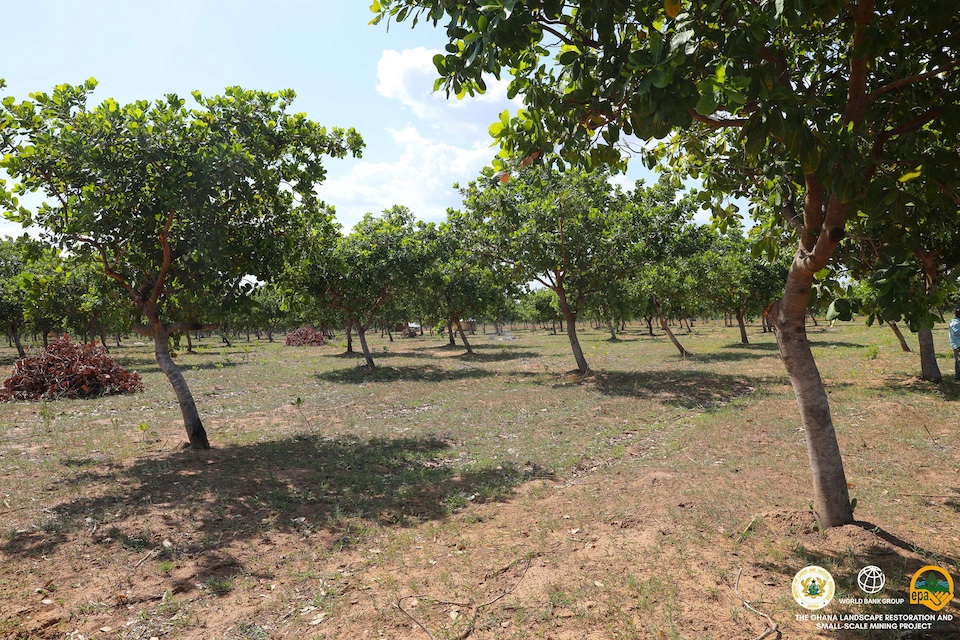 WORLD BANK GROUP
epa
THE GHANA LANDSCAPE RESTORATION AND
SMALL-SCALE MINING PROJECT